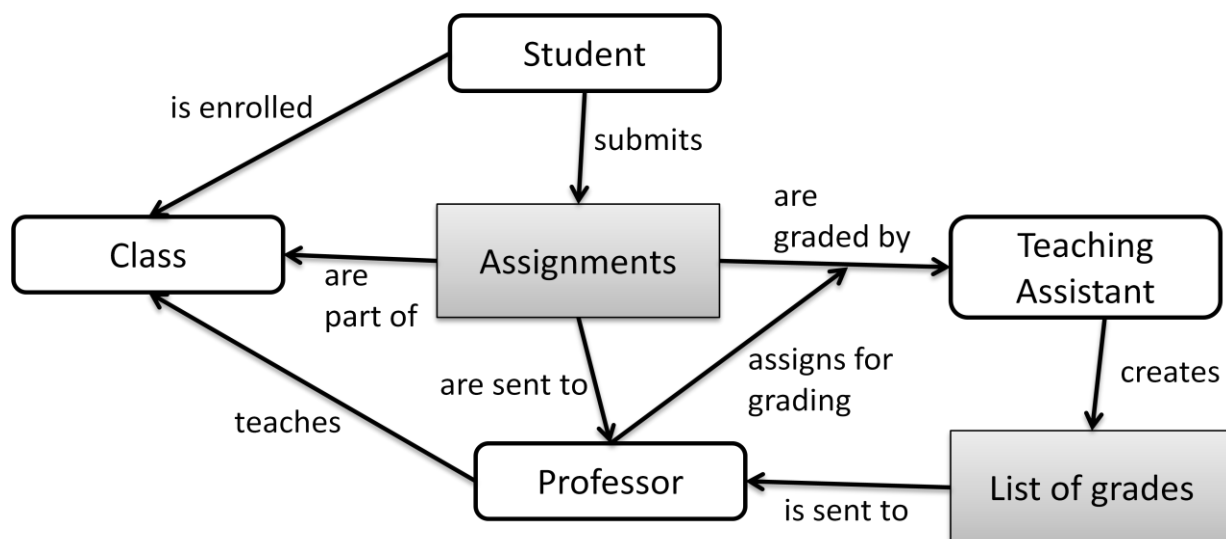 Student
is enrolled
submits
Class
are
part of
Assignments
are
graded by
Teaching
Assistant
are sent to
assigns for
grading
creates
teaches
Professor
is sent to
List of grades